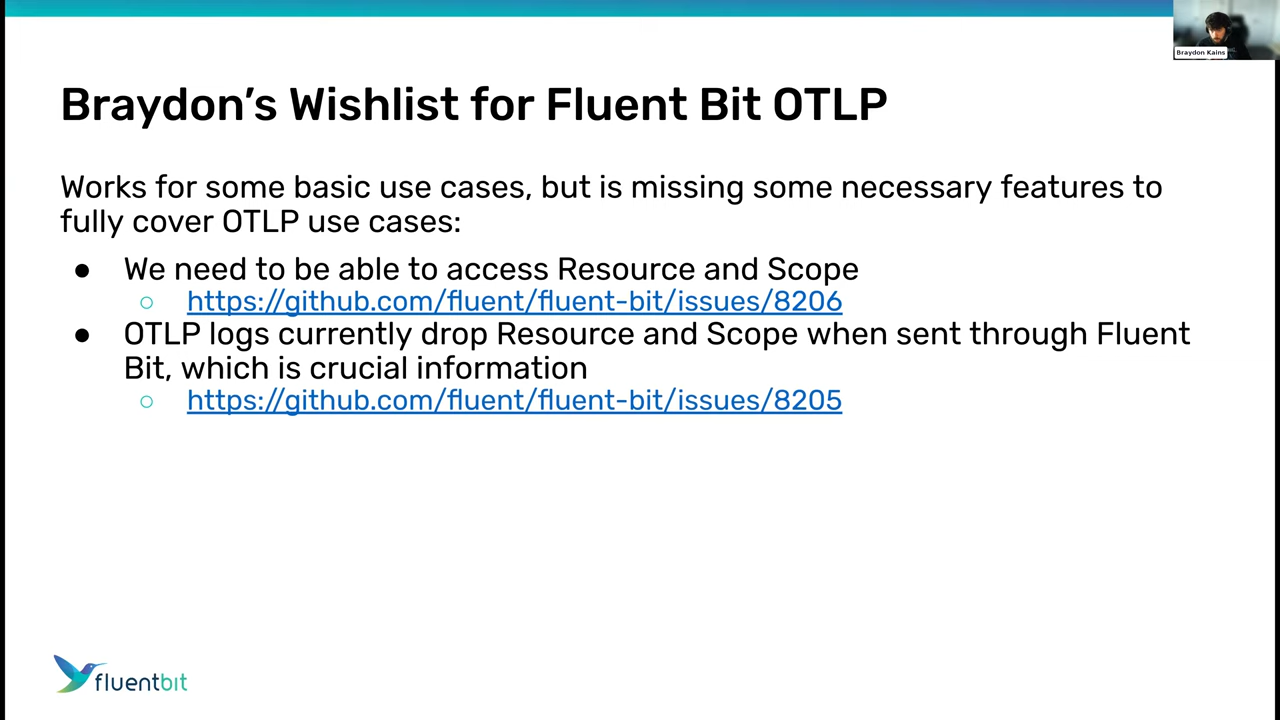 Braydon Kains
Braydon's Wishlist for Fluent Bit OTLP
Works for some basic use cases, but is missing some necessary features to
fully cover OTLP use cases:
● We need to be able to access Resource and Scope
○ https://github.com/fluent/fluent-bit/issues/8206
● OTLP logs currently drop Resource and Scope when sent through Fluent
Bit, which is crucial information
○ https://github.com/fluent/fluent-bit/issues/8205
fluentbit